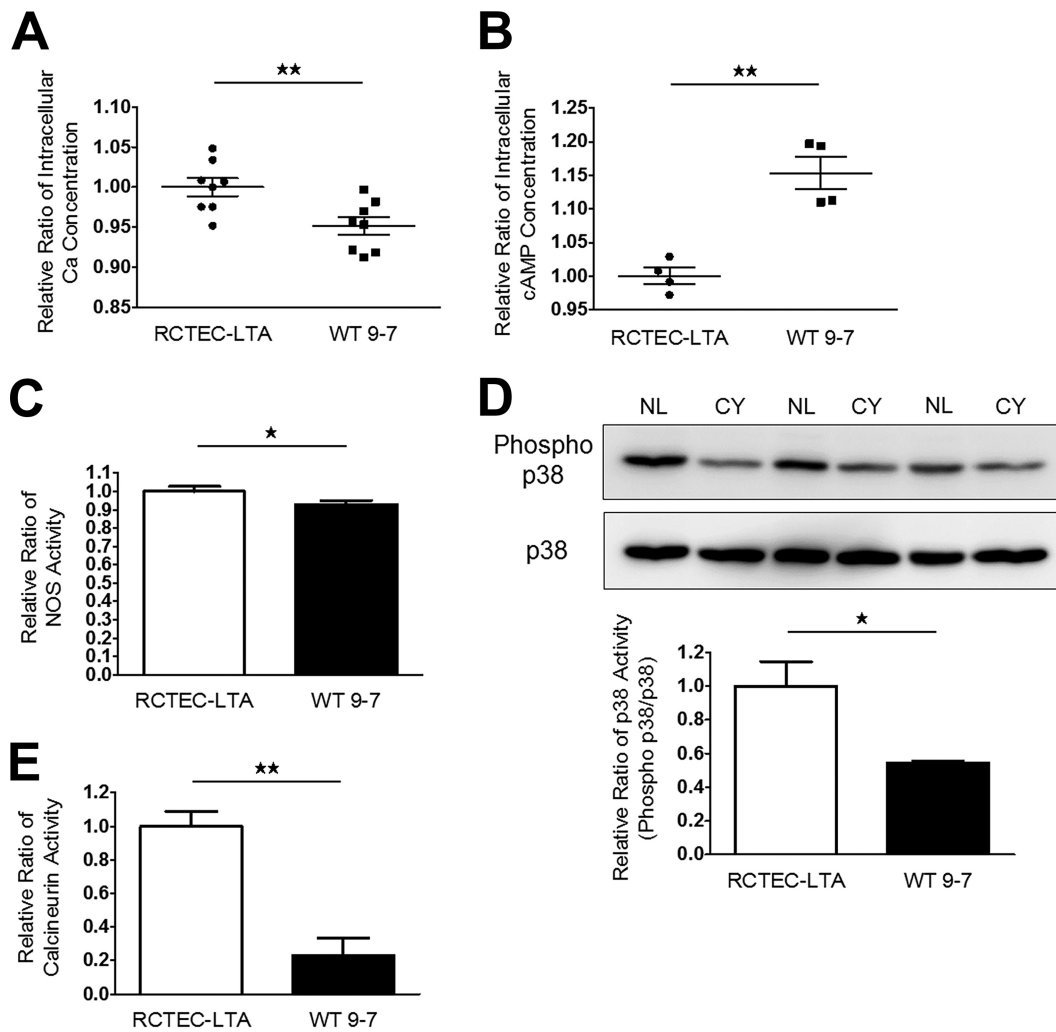 A
Relative Ratio of Intracellular
Ca Concentration
★★
1.10
1.05
1.00
0.95
0.90
0.85
RCTEC-LTA WT 9-7
B
Relative Ratio of Intracellular
cAMP Concentration
★★
1.25
1.20
1.15
1.10
1.05
1.00
0.95
RCTEC-LTA WT 9-7
C
Relative Ratio of
NOS Activity
★
1.1
1.0
0.9
0.8
0.7
0.6
0.5
0.4
0.3
0.2
0.1
0.0
RCTEC-LTA WT 9-7
D
NL CY NL CY NL CY
Phospho
p38
p38
Relative Ratio of p38 Activity
(Phospho p38/p38)
★
1.2
1.0
0.8
0.6
0.4
0.2
0.0
RCTEC-LTA WT 9-7
E
Relative Ratio of
Calcineurin Activity
★★
1.2
1.0
0.8
0.6
0.4
0.2
0.0
RCTEC-LTA WT 9-7